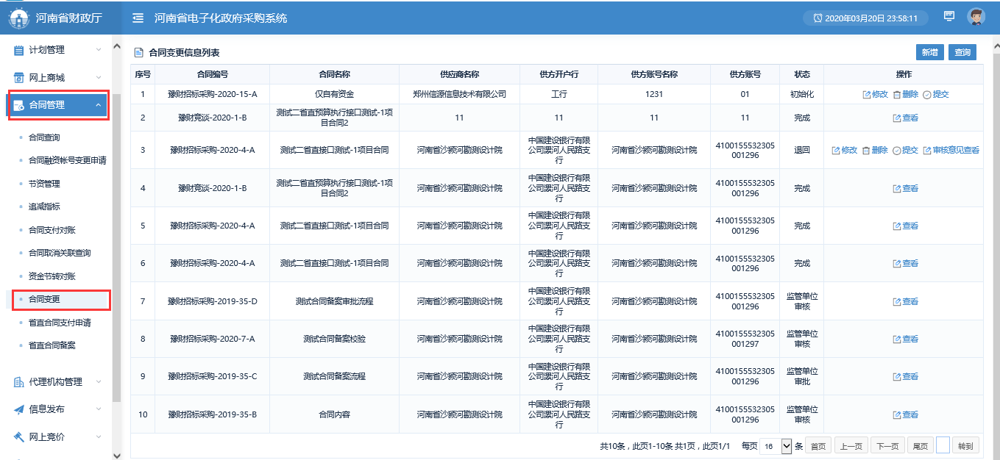 河南省财政厅
河南省电子化政府采购系统
2020年03月20日 23:58:11
计划管理
网上商城
合同管理
合同查询
合同融资帐号变更申请
节资管理
追减指标
合同支付对账
合同取消关联查询
资金节转对账
合同变更
省直合同支付申请
省直合同备案
代理机构管理
信息发布
网上竞价
合同变更信息列表
新增 查询
序号 合同编号 合同名称 供应商名称 供方开户行 供方账号名称 供方账号 状态 操作
1 豫财招标采购-2020-15-A 仅自有资金 郑州信源信息技术有限公司 工行 1231 01 初始化 修改 删除 提交
2 豫财竞谈-2020-1-B 测试二省直预算执行接口测试-1项目合同2 11 11 11 11 完成 查看
3 豫财招标采购-2020-4-A 测试二省直接口测试-1项目合同 河南省沙颍河勘测设计院 中国建设银行有限公司漯河人民路支行 河南省沙颍河勘测设计院 4100155532305001296 退回 修改 删除 提交 审核意见查看
4 豫财竞谈-2020-1-B 测试二省直预算执行接口测试-1项目合同2 河南省沙颍河勘测设计院 中国建设银行有限公司漯河人民路支行 河南省沙颍河勘测设计院 4100155532305001296 完成 查看
5 豫财招标采购-2020-4-A 测试二省直接口测试-1项目合同 河南省沙颍河勘测设计院 中国建设银行有限公司漯河人民路支行 河南省沙颍河勘测设计院 4100155532305001296 完成 查看
6 豫财招标采购-2020-4-A 测试二省直接口测试-1项目合同 河南省沙颍河勘测设计院 中国建设银行有限公司漯河人民路支行 河南省沙颍河勘测设计院 4100155532305001296 完成 查看
7 豫财招标采购-2019-35-D 测试合同备案审批流程 河南省沙颍河勘测设计院 中国建设银行有限公司漯河人民路支行 河南省沙颍河勘测设计院 4100155532305001296 监管单位审核 查看
8 豫财招标采购-2020-7-A 测试合同备案校验 河南省沙颍河勘测设计院 中国建设银行有限公司漯河人民路支行 河南省沙颍河勘测设计院 4100155532305001297 监管单位审核 查看
9 豫财招标采购-2019-35-C 测试合同备案流程 河南省沙颍河勘测设计院 中国建设银行有限公司漯河人民路支行 河南省沙颍河勘测设计院 4100155532305001296 监管单位审批 查看
10 豫财招标采购-2019-35-B 合同内容 河南省沙颍河勘测设计院 中国建设银行有限公司漯河人民路支行 河南省沙颍河勘测设计院 4100155532305001296 监管单位审核 查看
共10条，此页1-10条 共1页，此页1/1 每页 16 条 首页 上一页 下一页 尾页 转到